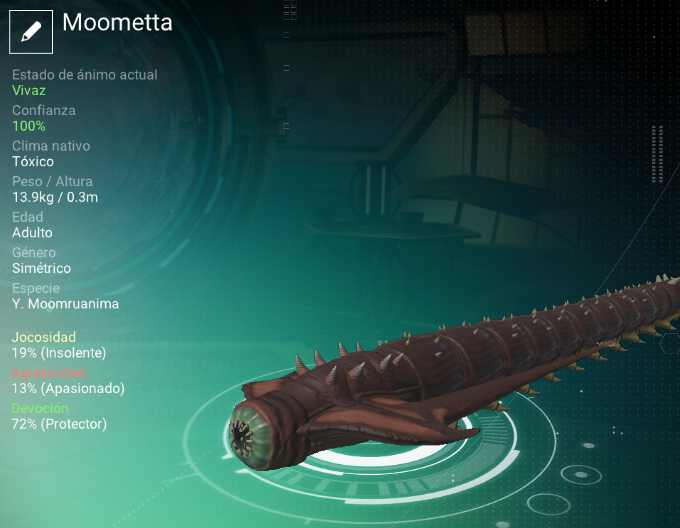 Moometta
Estado de ánimo actual
Vivaz
Confianza
100%
Clima nativo
Tóxico
Peso / Altura
13.9kg / 0.3m
Edad
Adulto
Género
Simétrico
Especie
Y. Moomruanima
Jocosidad
19% (Insolente)
Agresividad
13% (Apasionado)
Devoción
72% (Protector)